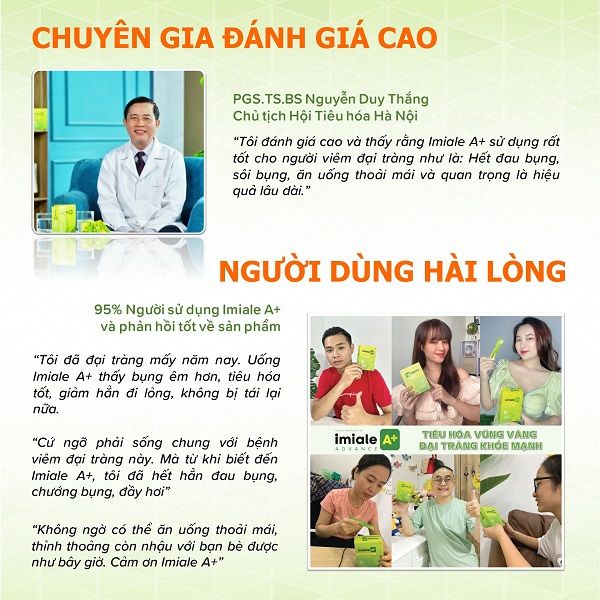 CHUYÊN GIA ĐÁNH GIÁ CAO
PGS.TS.BS Nguyễn Duy Thắng
Chủ tịch Hội Tiêu hóa Hà Nội
“Tôi đánh giá cao và thấy rằng Imiale A+ sử dụng rất
tốt cho người viêm đại tràng như là: Hết đau bụng,
sôi bụng, ăn uống thoải mái và quan trọng là hiệu
quả lâu dài.”
NGƯỜI DÙNG HÀI LÒNG
95% Người sử dụng Imiale A+
và phản hồi tốt về sản phẩm
“Tôi đã đại tràng mấy năm nay. Uống
Imiale A+ thấy bụng êm hơn, tiêu hóa
tốt, giảm hẳn đi lỏng, không bị tái lại
nữa.
“Cứ ngỡ phải sống chung với bệnh
viêm đại tràng này. Mà từ khi biết đến
Imiale A+, tôi đã hết hẳn đau bụng,
chướng bụng, đầy hơi”
“Không ngờ có thể ăn uống thoải mái,
thỉnh thoảng còn nhậu với bạn bè được
như bây giờ. Cảm ơn Imiale A+”
imiale A+
ADVANCE
TIÊU HÓA VỮNG VÀNG
ĐẠI TRÀNG KHỎE MẠNH